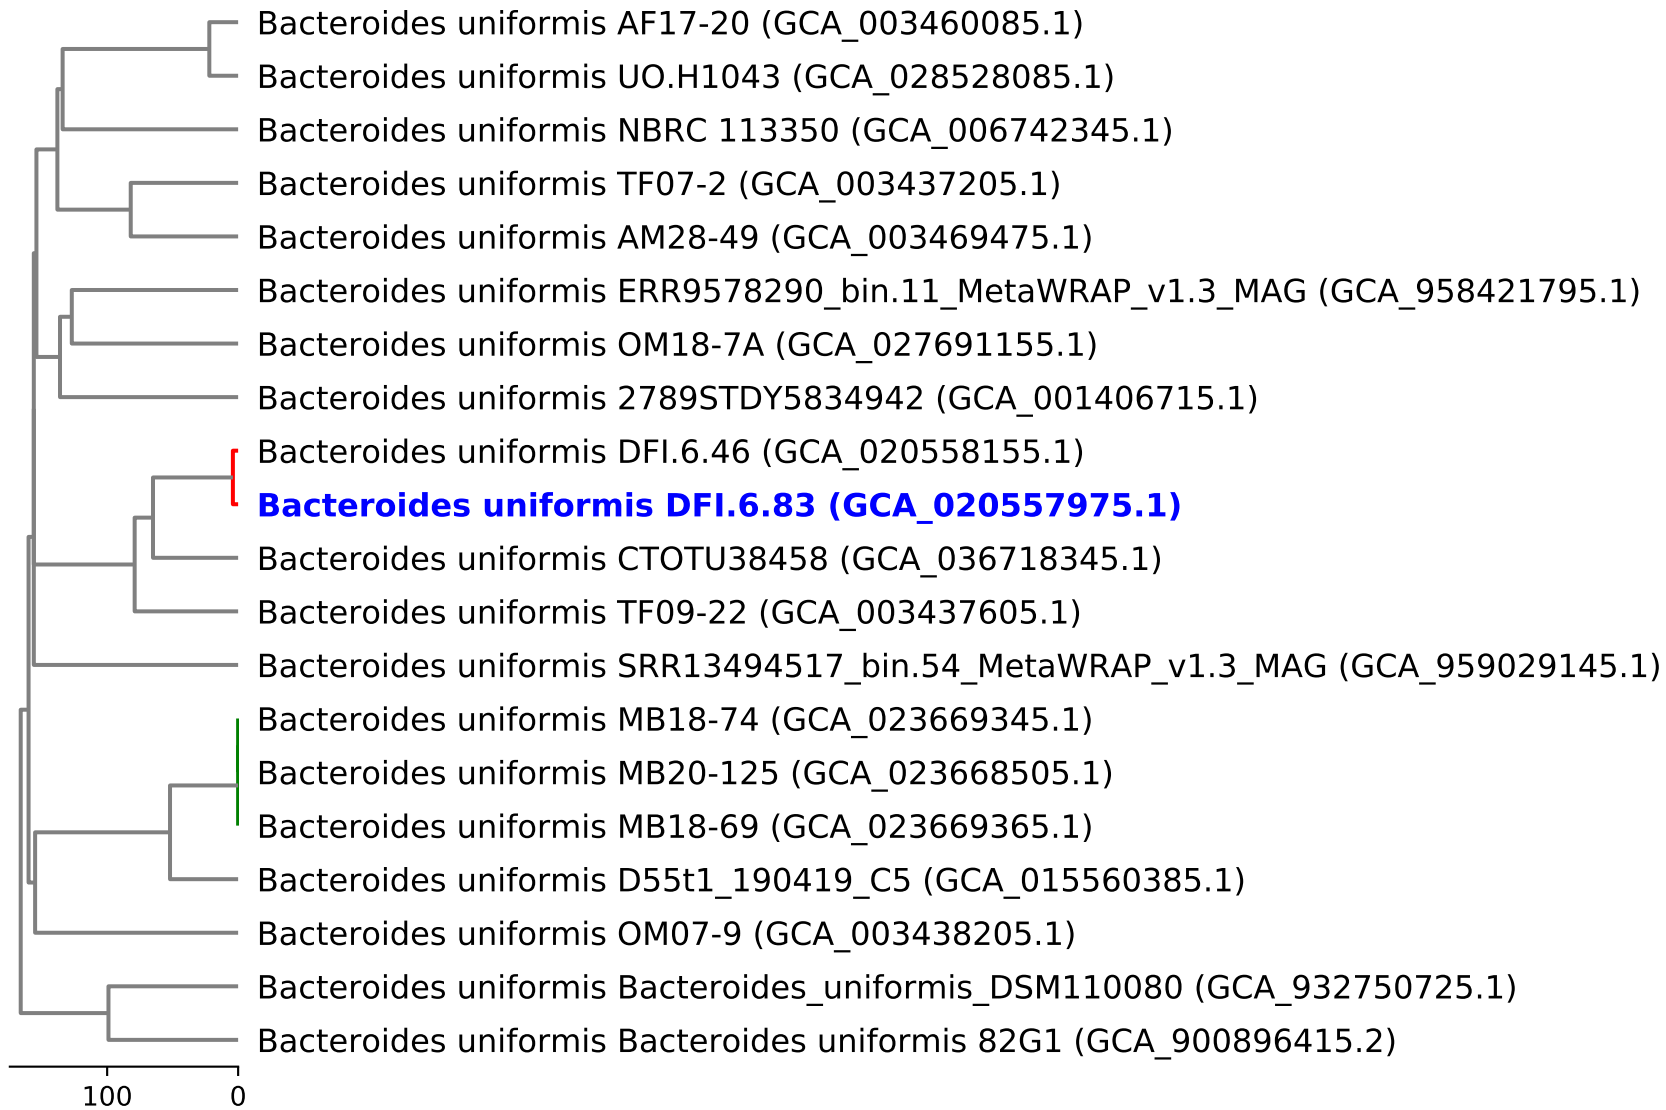 Bacteroides uniformis AF17-20 (GCA_003460085.1)
Bacteroides uniformis UO.H1043 (GCA_028528085.1)
Bacteroides uniformis NBRC 113350 (GCA_006742345.1)
Bacteroides uniformis TF07-2 (GCA_003437205.1)
Bacteroides uniformis AM28-49 (GCA_003469475.1)
Bacteroides uniformis ERR9578290_bin.11_MetaWRAP_v1.3_MAG (GCA_958421795.1)
Bacteroides uniformis OM18-7A (GCA_027691155.1)
Bacteroides uniformis 2789STDY5834942 (GCA_001406715.1)
Bacteroides uniformis DFI.6.46 (GCA_020558155.1)
Bacteroides uniformis DFI.6.83 (GCA_020557975.1)
Bacteroides uniformis CTOTU38458 (GCA_036718345.1)
Bacteroides uniformis TF09-22 (GCA_003437605.1)
Bacteroides uniformis SRR13494517_bin.54_MetaWRAP_v1.3_MAG (GCA_959029145.1)
Bacteroides uniformis MB18-74 (GCA_023669345.1)
Bacteroides uniformis MB20-125 (GCA_023668505.1)
Bacteroides uniformis MB18-69 (GCA_023669365.1)
Bacteroides uniformis D55t1_190419_C5 (GCA_015560385.1)
Bacteroides uniformis OM07-9 (GCA_003438205.1)
Bacteroides uniformis Bacteroides_uniformis_DSM110080 (GCA_932750725.1)
Bacteroides uniformis Bacteroides uniformis 82G1 (GCA_900896415.2)
100 0